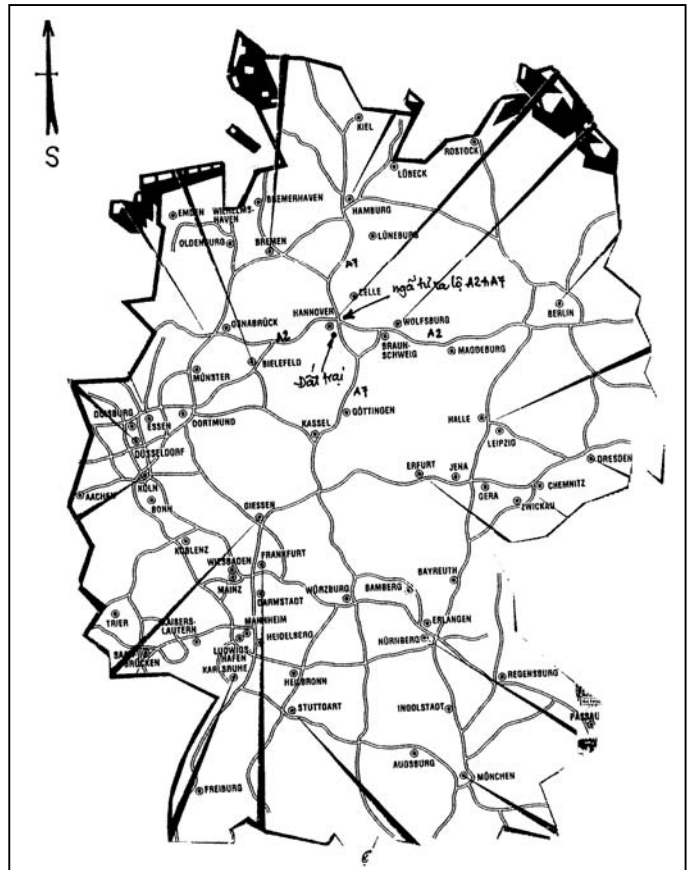 KIEL
ROSTOCK
LÜBECK
BREMERHAVEN
EMDEN
WILHELMS-
HAVEN
HAMBURG
OLDENBURG
BREMEN
LÜNEBURG
A7
CELLE
ngã tư xa lộ A2+A7
HANNOVER
BERLIN
OSNABRÜCK
A2
WOLFSBURG
A2
BRAUN-
SCHWEIG
MAGDEBURG
BIELEFELD
MÜNSTER
Đất trại
A7
DUISBURG
ESSEN
DORTMUND
GÖTTINGEN
HALLE
KASSEL
LEIPZIG
DÜSSELDORF
DRESDEN
ERFURT
JENA
KÖLN
AACHEN
GERA
CHEMNITZ
BONN
ZWICKAU
GIESSEN
KOBLENZ
FRANKFURT
WIESBADEN
BAYREUTH
MAINZ
WÜRZBURG
BAMBERG
DARMSTADT
TRIER
MANNHEIM
ERLANGEN
KAISERS-
LAUTERN
HEIDELBERG
NÜRNBERG
SAAR
BRÜCKEN
LUDWIGS-
HAFEN
KARLSRUHE
HEILBRONN
REGENSBURG
STUTTGART
INGOLSTADT
PASSAU
AUGSBURG
MÜNCHEN
FREIBURG
S